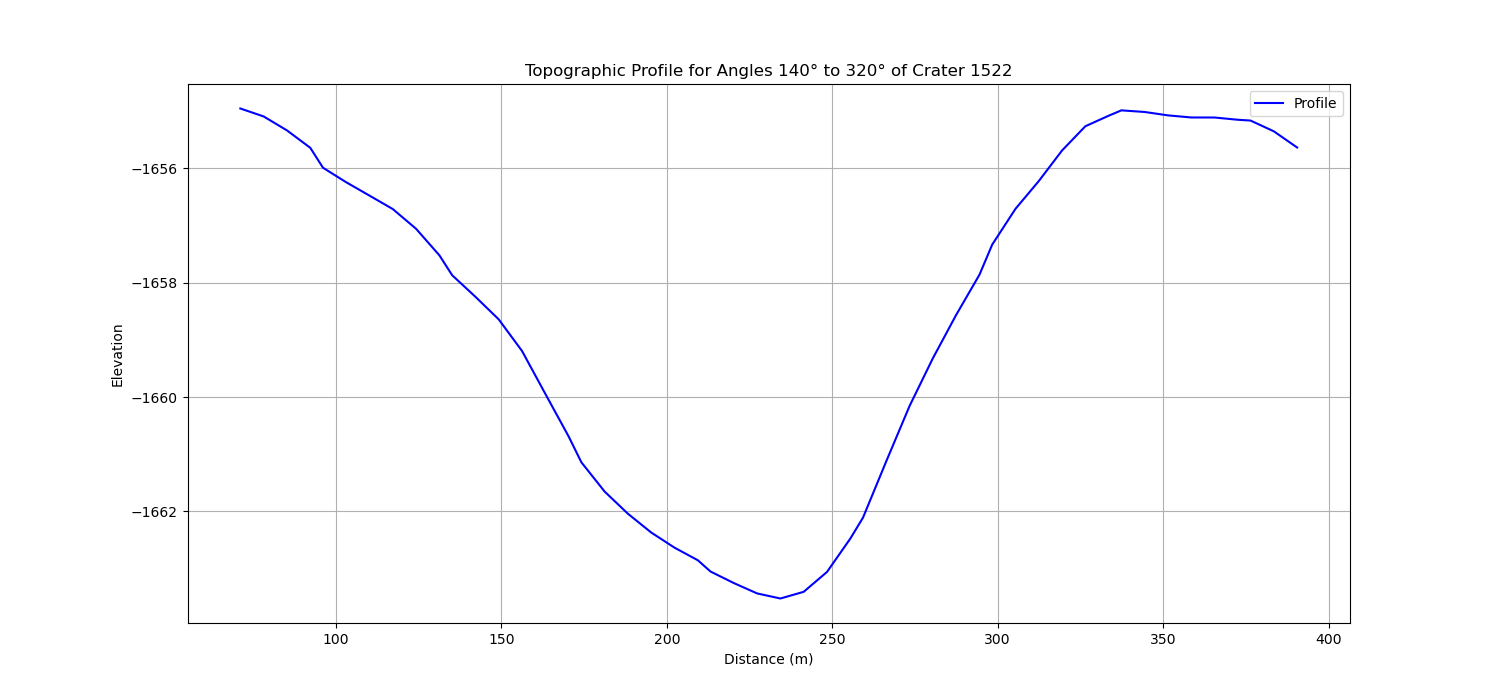 Topographic Profile for Angles 140° to 320° of Crater 1522
Profile
−1656
−1658
−1660
−1662
Elevation
100 150 200 250 300 350 400
Distance (m)